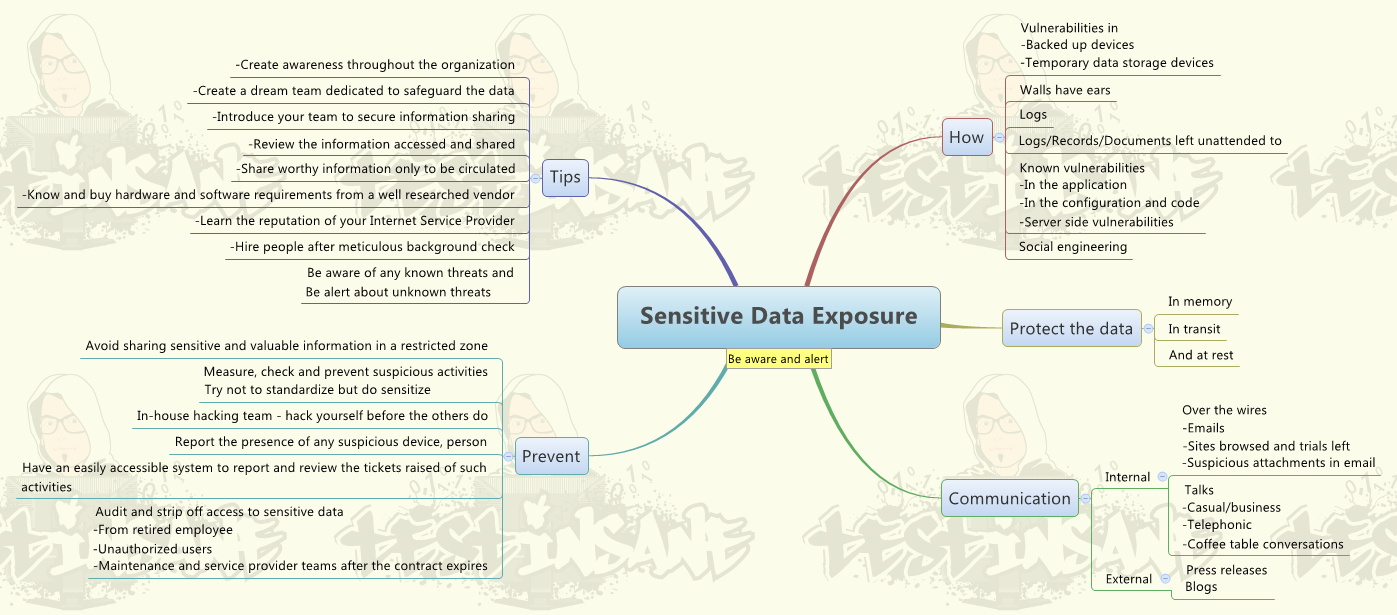 Sensitive Data Exposure
Be aware and alert
How
Vulnerabilities in
-Backed up devices
-Temporary data storage devices
Walls have ears
Logs
Logs/Records/Documents left unattended to
Known vulnerabilities
-In the application
-In the configuration and code
-Server side vulnerabilities
Social engineering
Protect the data
In memory
In transit
And at rest
Communication
Internal
Over the wires
-Emails
-Sites browsed and trials left
-Suspicious attachments in email
Talks
-Casual/business
-Telephonic
-Coffee table conversations
External
Press releases
Blogs
Prevent
Avoid sharing sensitive and valuable information in a restricted zone
Measure, check and prevent suspicious activities
Try not to standardize but do sensitize
In-house hacking team - hack yourself before the others do
Report the presence of any suspicious device, person
Have an easily accessible system to report and review the tickets raised of such
activities
Audit and strip off access to sensitive data
-From retired employee
-Unauthorized users
-Maintenance and service provider teams after the contract expires
Tips
-Create awareness throughout the organization
-Create a dream team dedicated to safeguard the data
-Introduce your team to secure information sharing
-Review the information accessed and shared
-Share worthy information only to be circulated
-Know and buy hardware and software requirements from a well researched vendor
-Learn the reputation of your Internet Service Provider
-Hire people after meticulous background check
Be aware of any known threats and
Be alert about unknown threats
TEST INSANE